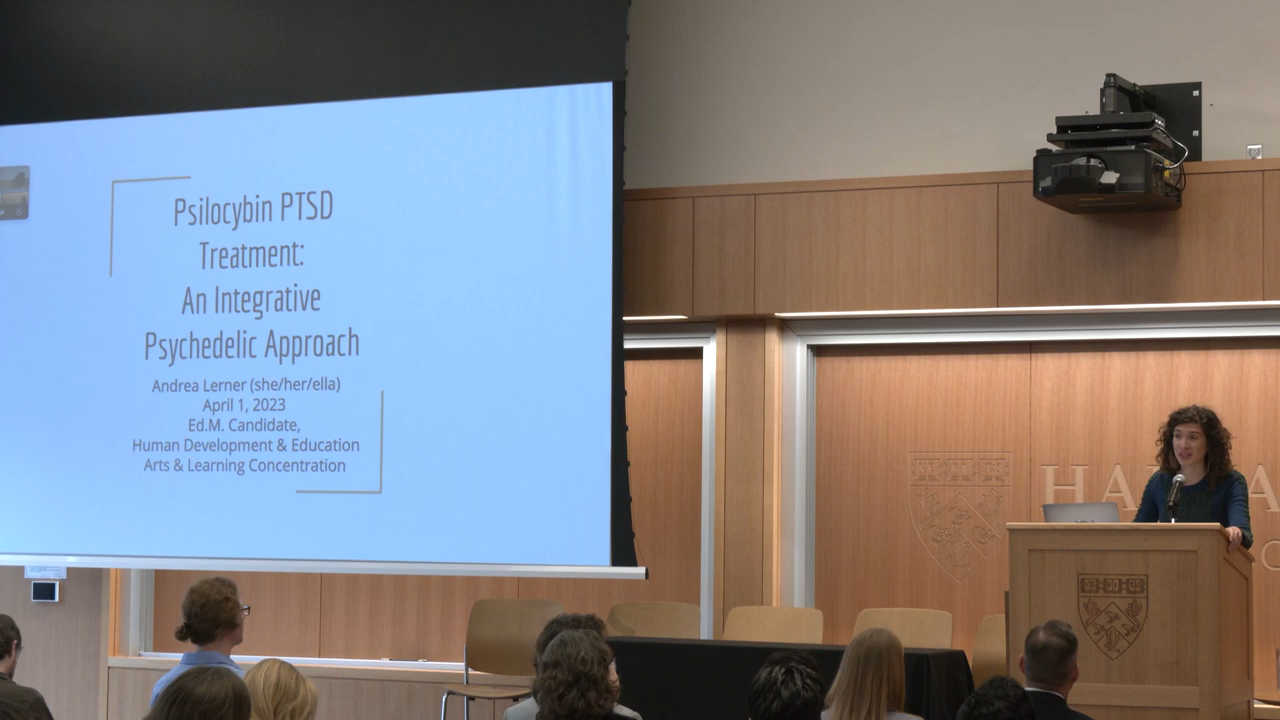 Psilocybin PTSD
Treatment:
An Integrative
Psychedelic Approach
Andrea Lerner (she/her/ella)
April 1, 2023
Ed.M. Candidate,
Human Development & Education
Arts & Learning Concentration